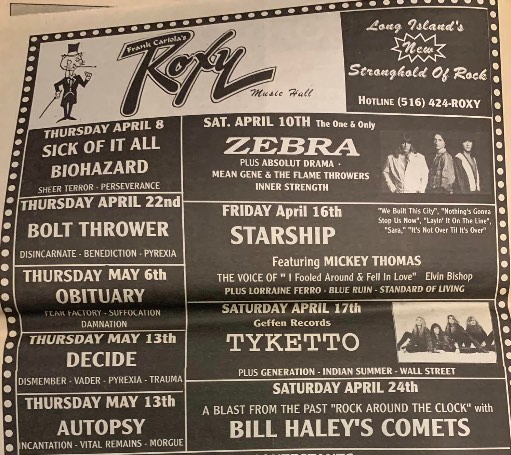 Frank Cariola's
Roxy
Music Hall
Long Island's
New
Stronghold Of Rock
HOTLINE (516) 424-ROXY
THURSDAY APRIL 8
SICK OF IT ALL
BIOHAZARD
SHEER TERROR - PERSEVERANCE
THURSDAY APRIL 22nd
BOLT THROWER
DISINCARNATE - BENEDICTION - PYREXIA
THURSDAY MAY 6th
OBITUARY
FEAR FACTORY - SUFFOCATION
DAMNATION
THURSDAY MAY 13th
DECIDE
DISMEMBER - VADER - PYREXIA - TRAUMA
THURSDAY MAY 13th
AUTOPSY
INCANTATION - VITAL REMAINS - MORGUE
SAT. APRIL 10TH The One & Only
ZEBRA
PLUS ABSOLUT DRAMA -
MEAN GENE & THE FLAME THROWERS
INNER STRENGTH
FRIDAY April 16th
STARSHIP
"We Built This City", "Nothing's Gonna
Stop Us Now", "Layin' It On The Line",
"Sara," "It's Not Over Til It's Over"
Featuring MICKEY THOMAS
THE VOICE OF " I Fooled Around & Fell In Love" Elvin Bishop
PLUS LORRAINE FERRO - BLUE RUIN - STANDARD OF LIVING
SATURDAY APRIL 17th
Geffen Records
TYKETTO
PLUS GENERATION - INDIAN SUMMER - WALL STREET
SATURDAY APRIL 24th
A BLAST FROM THE PAST "ROCK AROUND THE CLOCK" with
BILL HALEY'S COMETS